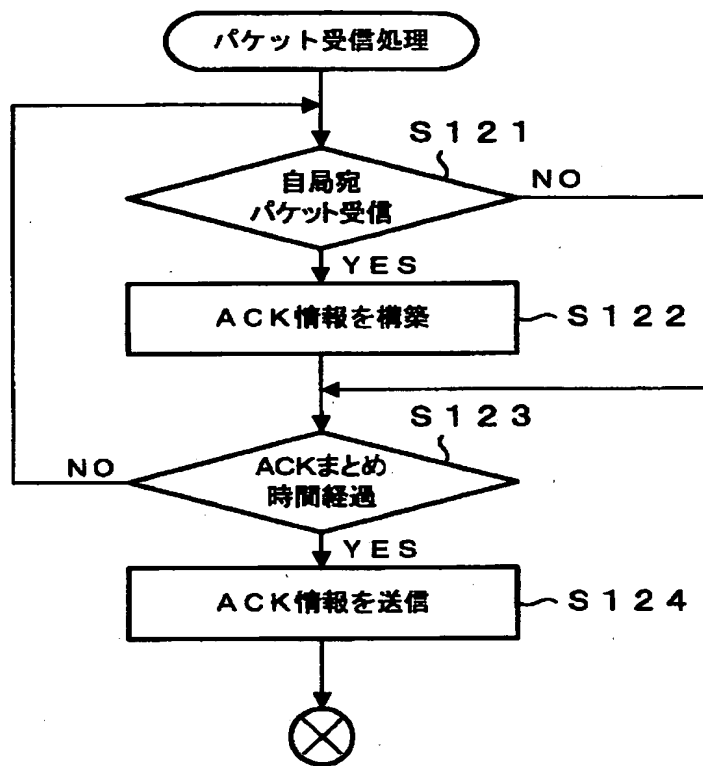 パケット受信処理
S121
自局宛
パケット受信
NO
YES
ACK情報を構築
S122
S123
ACKまとめ
時間経過
NO
YES
ACK情報を送信
S124